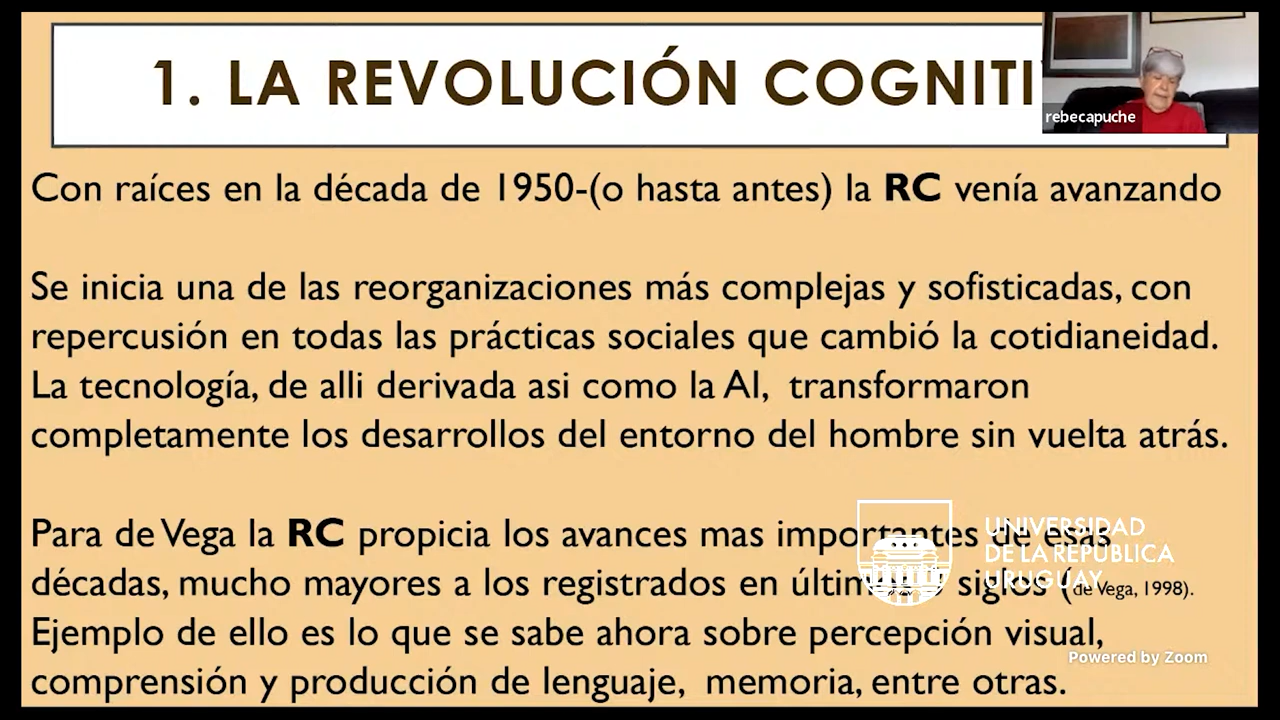 1. LA REVOLUCIÓN COGNITI
rebecapuche
Con raíces en la década de 1950-(o hasta antes) la RC venía avanzando
Se inicia una de las reorganizaciones más complejas y sofisticadas, con
repercusión en todas las prácticas sociales que cambió la cotidianeidad.
La tecnología, de alli derivada asi como la AI, transformaron
completamente los desarrollos del entorno del hombre sin vuelta atrás.
Para de Vega la RC propicia los avances mas importantes de esas
décadas, mucho mayores a los registrados en siglos (de Vega, 1998).
Ejemplo de ello es lo que se sabe ahora sobre percepción visual,
comprensión y producción de lenguaje, memoria, entre otras.
UNIVERSIDAD
DE LA REPÚBLICA
URUGUAY
Powered by Zoom